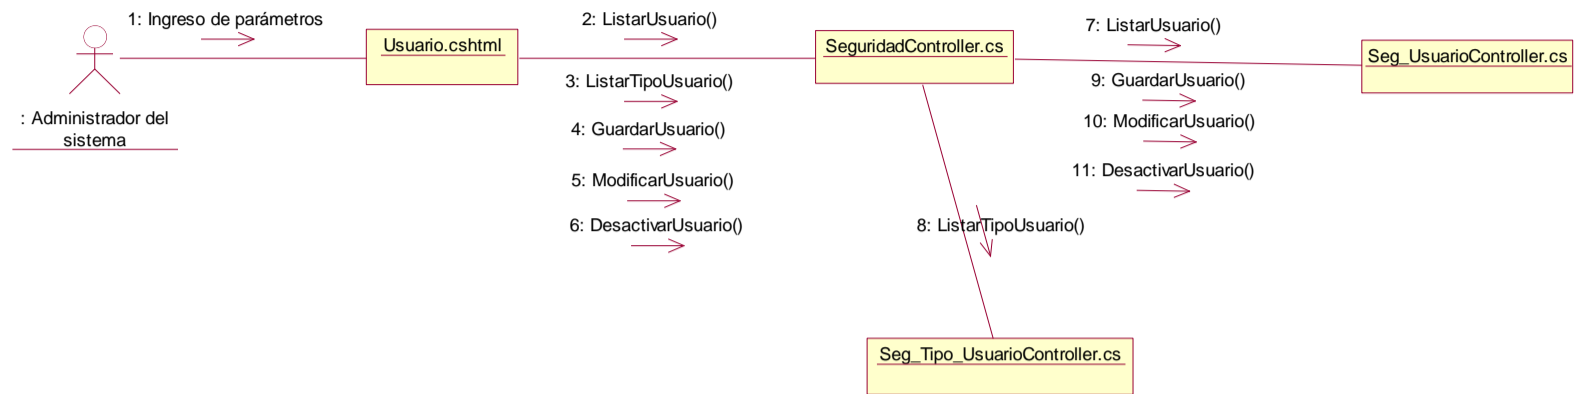 1: Ingreso de parámetros
: Administrador del
sistema
Usuario.cshtml
2: ListarUsuario()
3: ListarTipoUsuario()
4: GuardarUsuario()
5: ModificarUsuario()
6: DesactivarUsuario()
SeguridadController.cs
7: ListarUsuario()
9: GuardarUsuario()
10: ModificarUsuario()
11: DesactivarUsuario()
Seg_UsuarioController.cs
8: ListarTipoUsuario()
Seg_Tipo_UsuarioController.cs